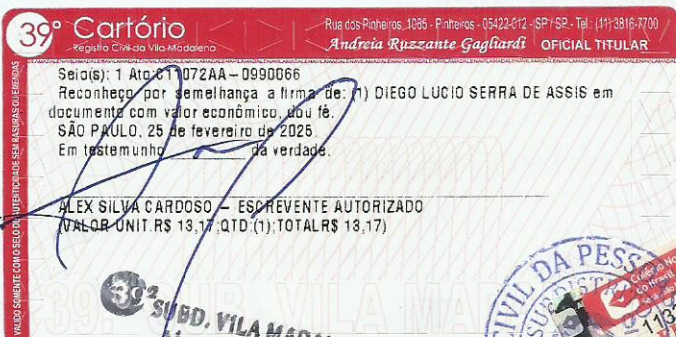 39º Cartório
Registro Civil da Vila Madalena
Rua dos Pinheiros, 1065 - Pinheiros - 05422-012 - SP / SP - Tel.: (11) 3816-7700
Andreia Ruzzante Gagliardi OFICIAL TITULAR
VALIDO SOMENTE COM O SELO DE AUTENTICIDADE SEM RASURAS OU EMENDAS
Selo(s): 1 Ato:C11072AA-0990066
Reconheço por semelhança a firma de: (1) DIEGO LUCIO SERRA DE ASSIS em
documento com valor econômico, dou fé.
SÃO PAULO, 25 de fevereiro de 2025.
Em testemunho da verdade.
ALEX SILVA CARDOSO - ESCREVENTE AUTORIZADO
(VALOR UNIT.R$ 13,17;QTD:(1);TOTALR$ 13,17)
39º
SUBD. VILA
CIVIL DA